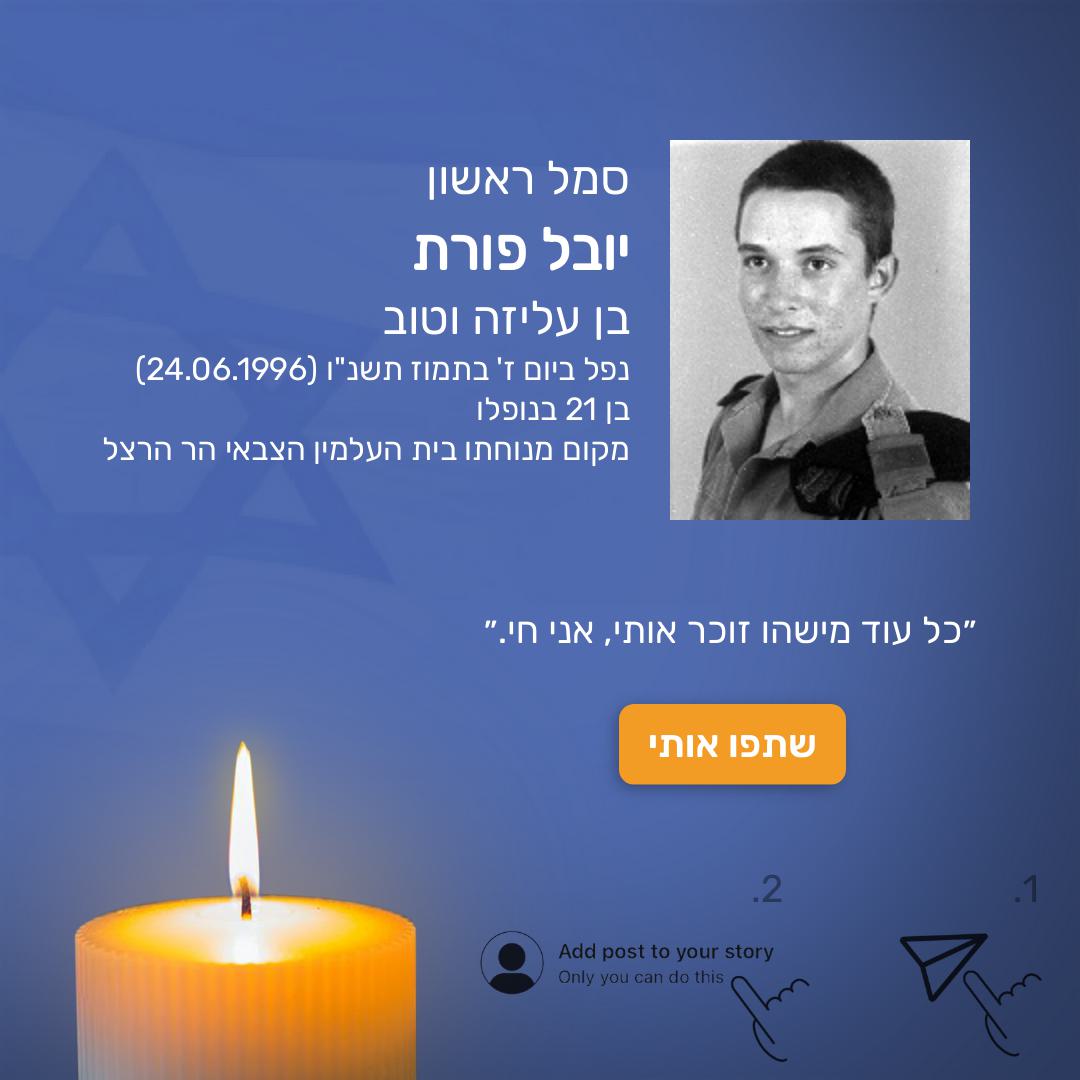 סמל ראשון
יובל פורת
בן עליזה וטוב
נפל ביום ז' בתמוז תשנ"ו (24.06.1996)
בן 21 בנופלו
מקום מנוחתו בית העלמין הצבאי הר הרצל
״כל עוד מישהו זוכר אותי, אני חי.״
שתפו אותי
.1
.2
Add post to your story
Only you can do this